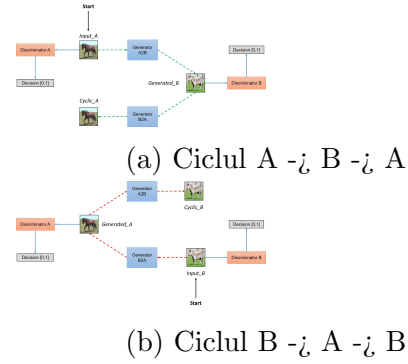 Start
Input_A
Discriminator A
Generator
A2B
Decision [0,1]
Decision [0,1]
Generated_B
Discriminator B
Cyclic_A
Generator
B2A
(a) Ciclul A -¿ B -¿ A
Generator
A2B
Cyclic_B
Discriminator A
Generated_A
Decision [0,1]
Decision [0,1]
Generator
B2A
Discriminator B
Input_B
Start
(b) Ciclul B -¿ A -¿ B